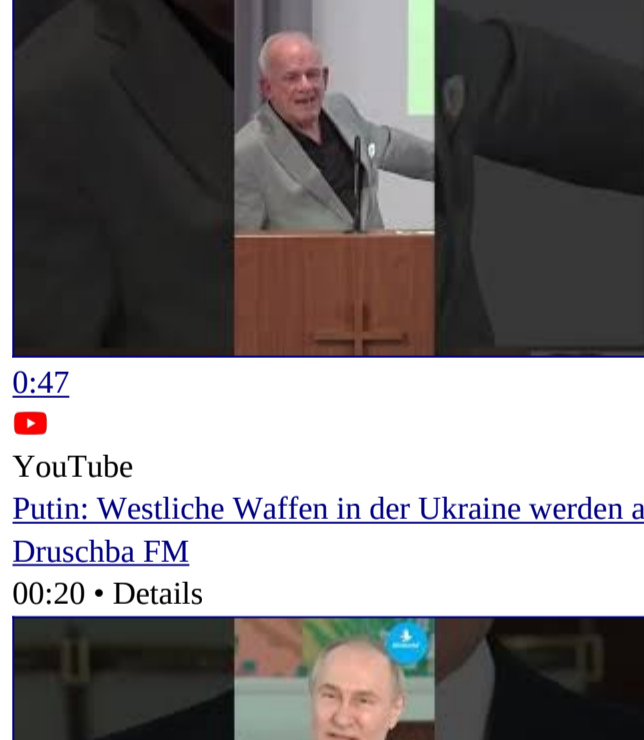 0:47
YouTube
Putin: Westliche Waffen in der Ukraine werden a
Druschba FM
00:20 • Details